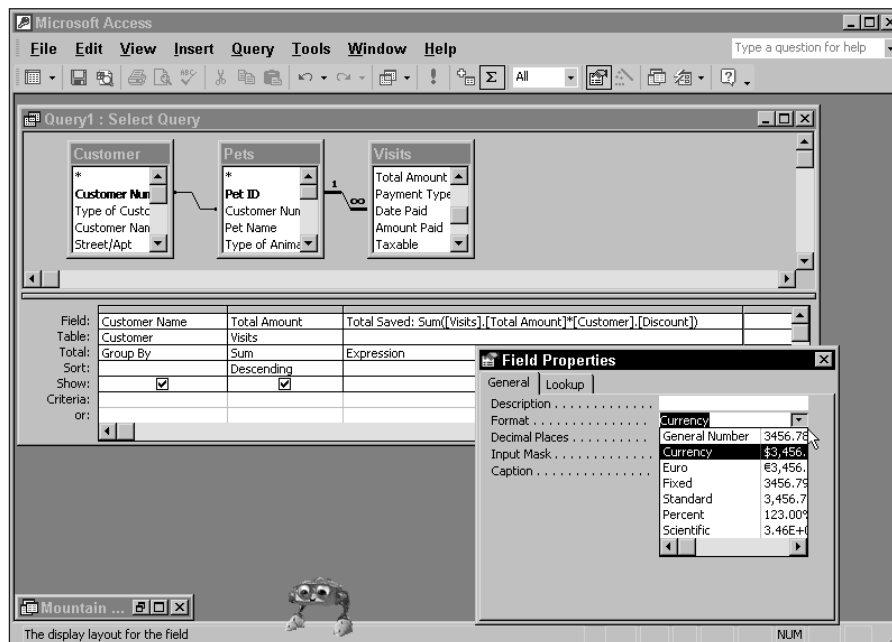 Microsoft Access
File Edit View Insert Query Tools Window Help
Type a question for help
Σ All
Query1 : Select Query
Customer Pets Visits
*
Customer Num
Type of Custo
Customer Nam
Street/Apt
*
Pet ID
Customer Num
Pet Name
Type of Anima
1 ∞
Total Amount
Payment Type
Date Paid
Amount Paid
Taxable
Field: Customer Name Total Amount Total Saved: Sum([Visits].[Total Amount]*[Customer].[Discount])
Table: Customer Visits
Total: Group By Sum Expression
Sort: Descending
Show:
Criteria:
or:
Field Properties
General Lookup
Description . . . . . . . . . . . . .
Format . . . . . . . . . . . . . . . Currency
Decimal Places . . . . . . . . . .
Input Mask . . . . . . . . . . . . .
Caption . . . . . . . . . . . . . . .
General Number 3456.78
Currency $3,456.
Euro €3,456.
Fixed 3456.79
Standard 3,456.7
Percent 123.00%
Scientific 3.46E+0
Mountain ...
The display layout for the field NUM